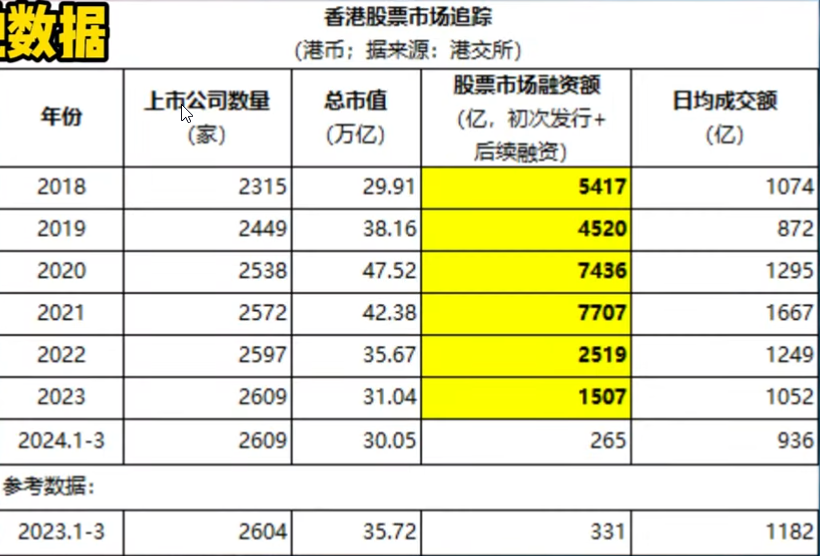 数据
香港股票市场追踪
(港币；据来源：港交所)
年份 上市公司数量 (家) 总市值 (万亿) 股票市场融资额 (亿，初次发行+ 后续融资) 日均成交额 (亿)
2018 2315 29.91 5417 1074
2019 2449 38.16 4520 872
2020 2538 47.52 7436 1295
2021 2572 42.38 7707 1667
2022 2597 35.67 2519 1249
2023 2609 31.04 1507 1052
2024.1-3 2609 30.05 265 936
参考数据：
2023.1-3 2604 35.72 331 1182